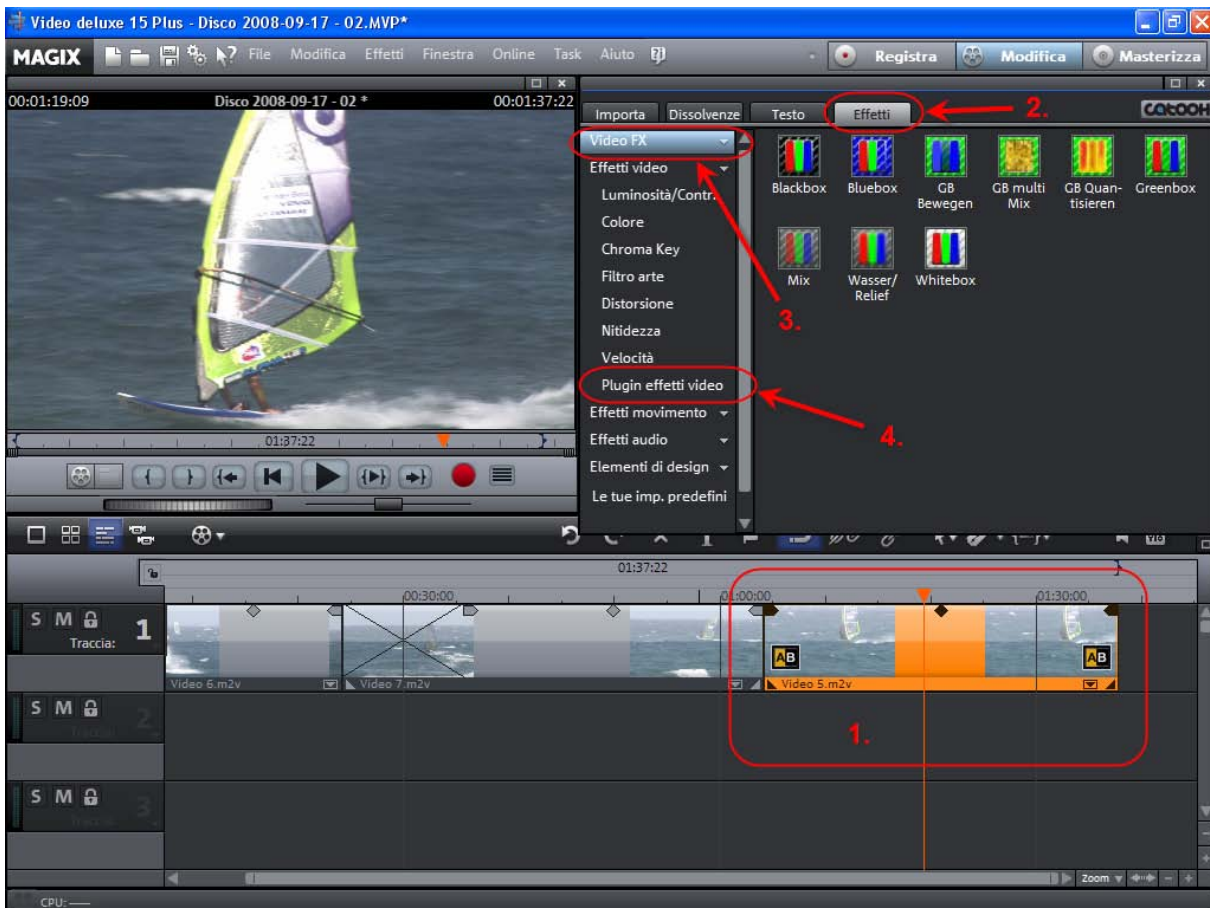 Video deluxe 15 Plus - Disco 2008-09-17 - 02.MVP*
MAGIX File Modifica Effetti Finestra Online Task Aiuto Registra Modifica Masterizza
00:01:19:09 Disco 2008-09-17 - 02 * 00:01:37:22
Importa Dissolvenze Testo Effetti 2. CATOOH
Video FX
Effetti video
Luminosità/Contr.
Colore
Chroma Key
Filtro arte
Distorsione
Nitidezza
Velocità
Plugin effetti video
Effetti movimento
Effetti audio
Elementi di design
Le tue imp. predefini
Blackbox Bluebox GB Bewegen GB multi Mix GB Quan-tisieren Greenbox
Mix Wasser/Relief Whitebox
3.
4.
01:37:22
01:37:22
00:30:00 01:00:00 01:30:00
S M 1
Traccia:
AB AB
Video 6.m2v Video 7.m2v Video 5.m2v
1.
S M 2
S M 3
Zoom
CPU: —